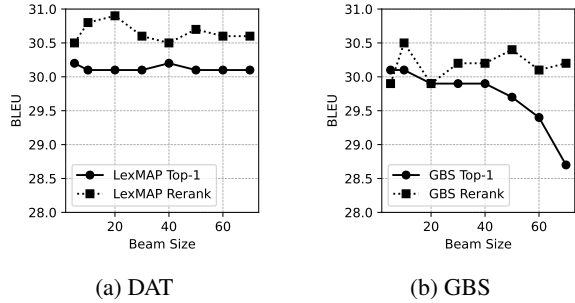 31.0
30.5
30.0
29.5
29.0
28.5
28.0
BLEU
LexMAP Top-1
LexMAP Rerank
20
40
60
Beam Size
(a) DAT
31.0
30.5
30.0
29.5
29.0
28.5
28.0
BLEU
GBS Top-1
GBS Rerank
20
40
60
Beam Size
(b) GBS